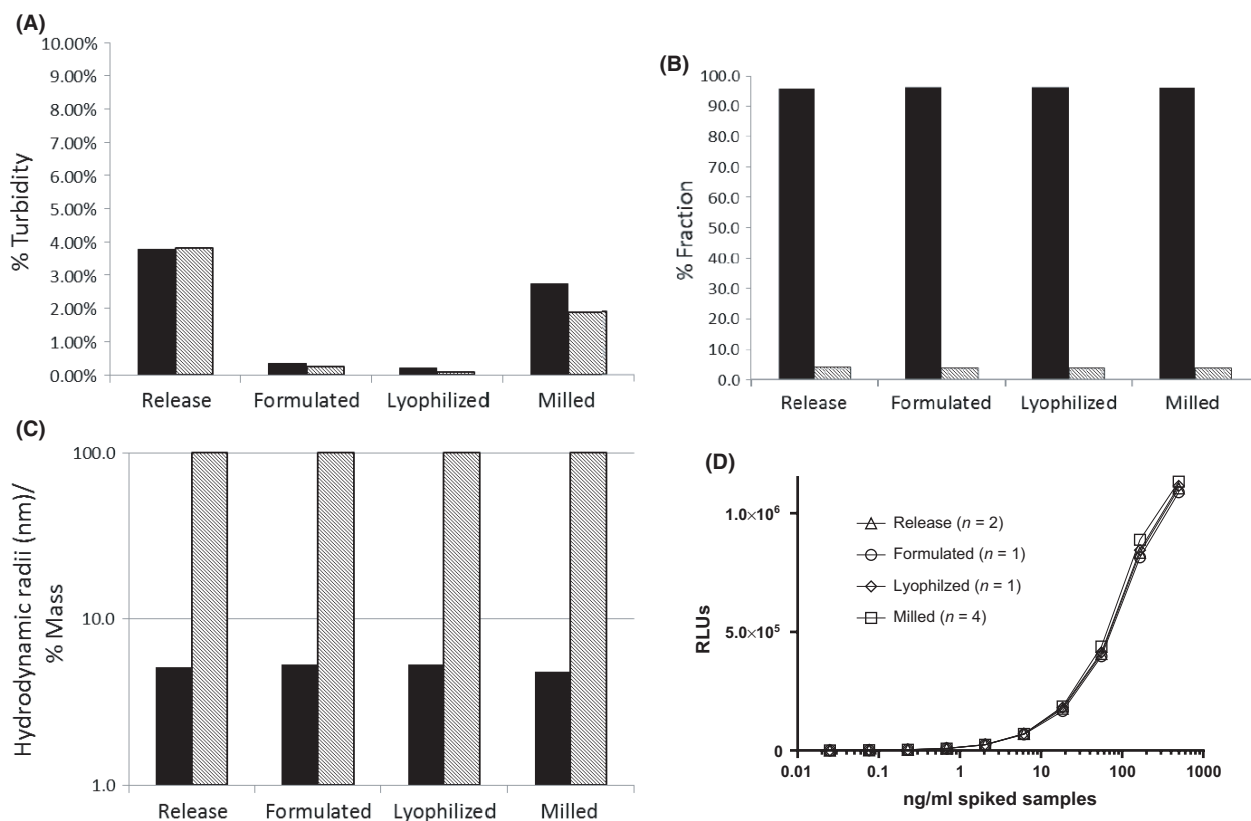 (A)
10.00%
9.00%
8.00%
7.00%
6.00%
5.00%
4.00%
3.00%
2.00%
1.00%
0.00%
% Turbidity
Release Formulated Lyophilized Milled
(B)
100.0
90.0
80.0
70.0
60.0
50.0
40.0
30.0
20.0
10.0
0.0
% Fraction
Release Formulated Lyophilized Milled
(C)
100.0
10.0
1.0
Hydrodynamic radii (nm)/
% Mass
Release Formulated Lyophilized Milled
(D)
1.0×10⁶
5.0×10⁵
0
RLUs
Release (n = 2)
Formulated (n = 1)
Lyophilzed (n = 1)
Milled (n = 4)
0.01 0.1 1 10 100 1000
ng/ml spiked samples